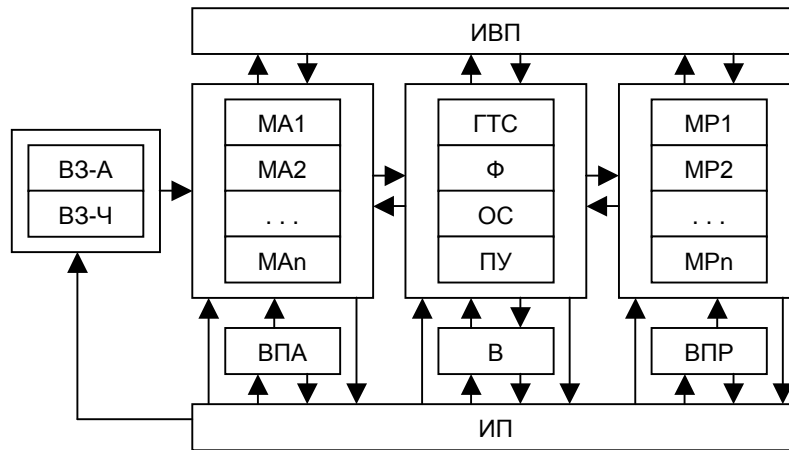 ИВП
МА1
МА2
. . .
МАn
ГТС
Ф
ОС
ПУ
МР1
МР2
. . .
МРn
ВЗ-А
ВЗ-Ч
ВПА
В
ВПР
ИП